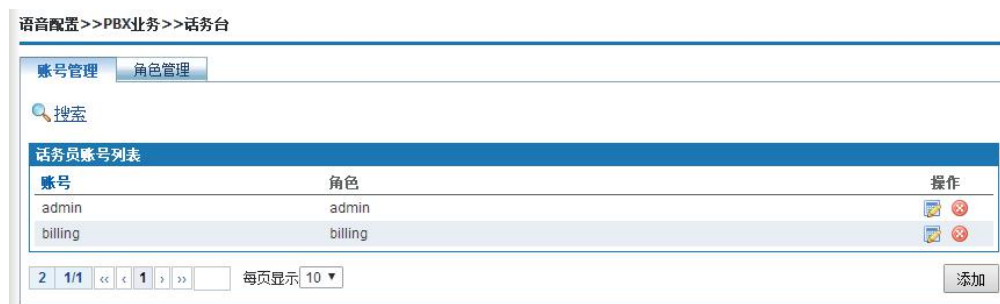 语音配置>>PBX业务>>话务台
账号管理 角色管理
搜索
话务员账号列表
账号 角色 操作
admin admin
billing billing
2 1/1 ‹‹ ‹ 1 › ›› 每页显示 10 ▼ 添加